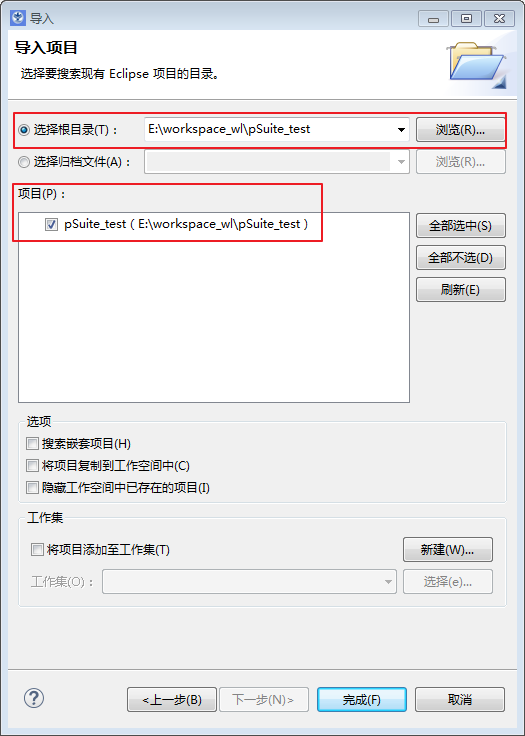 导入
导入项目
选择要搜索现有 Eclipse 项目的目录。
选择根目录(T)： E:\workspace_wl\pSuite_test 浏览(R)...
选择归档文件(A)： 浏览(R)...
项目(P)：
pSuite_test ( E:\workspace_wl\pSuite_test ) 全部选中(S)
全部不选(D)
刷新(E)
选项
搜索嵌套项目(H)
将项目复制到工作空间中(C)
隐藏工作空间中已存在的项目(I)
工作集
将项目添加至工作集(T) 新建(W)...
工作集(O)： 选择(e)...
? <上一步(B) 下一步(N)> 完成(F) 取消